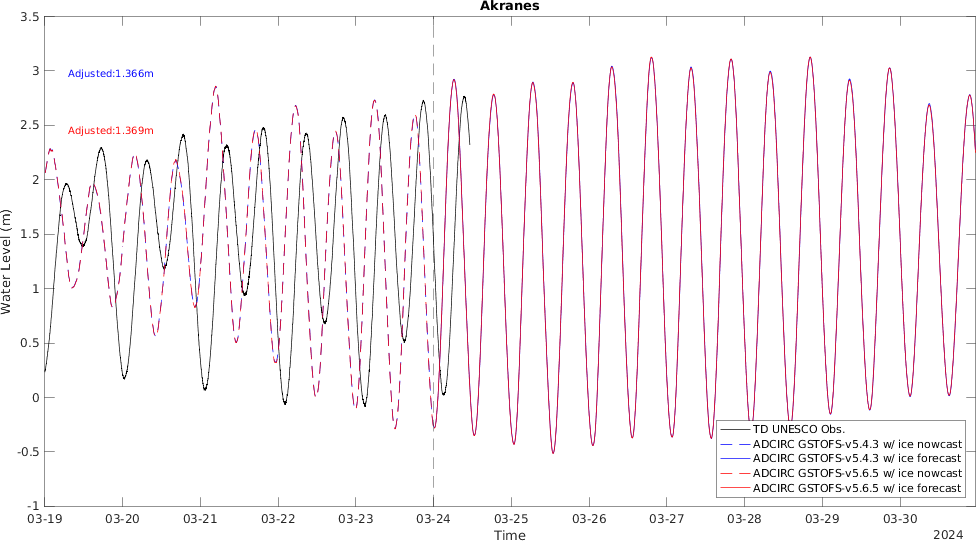 Akranes
3.5
3
2.5
2
1.5
1
0.5
0
-0.5
-1
Water Level (m)
Adjusted:1.366m
Adjusted:1.369m
TD UNESCO Obs.
ADCIRC GSTOFS-v5.4.3 w/ ice nowcast
ADCIRC GSTOFS-v5.4.3 w/ ice forecast
ADCIRC GSTOFS-v5.6.5 w/ ice nowcast
ADCIRC GSTOFS-v5.6.5 w/ ice forecast
03-19 03-20 03-21 03-22 03-23 03-24 03-25 03-26 03-27 03-28 03-29 03-30
Time
2024